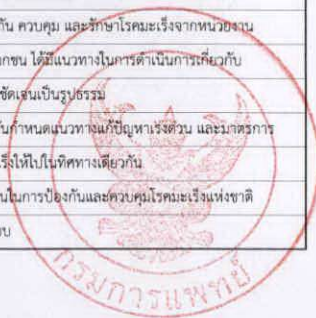 กัน ควบคุม และรักษาโรคมะเร็งจากหน่วยงาน
กชน ได้มีแนวทางในการดำเนินการเกี่ยวกับ
ชัดเจนเป็นรูปธรรม
กันกำหนดแนวทางแก้ปัญหาเร่งด่วน และมาตรการ
เร็งให้ไปในทิศทางเดียวกัน
นในการป้องกันและควบคุมโรคมะเร็งแห่งชาติ
บบ
กรมการแพทย์